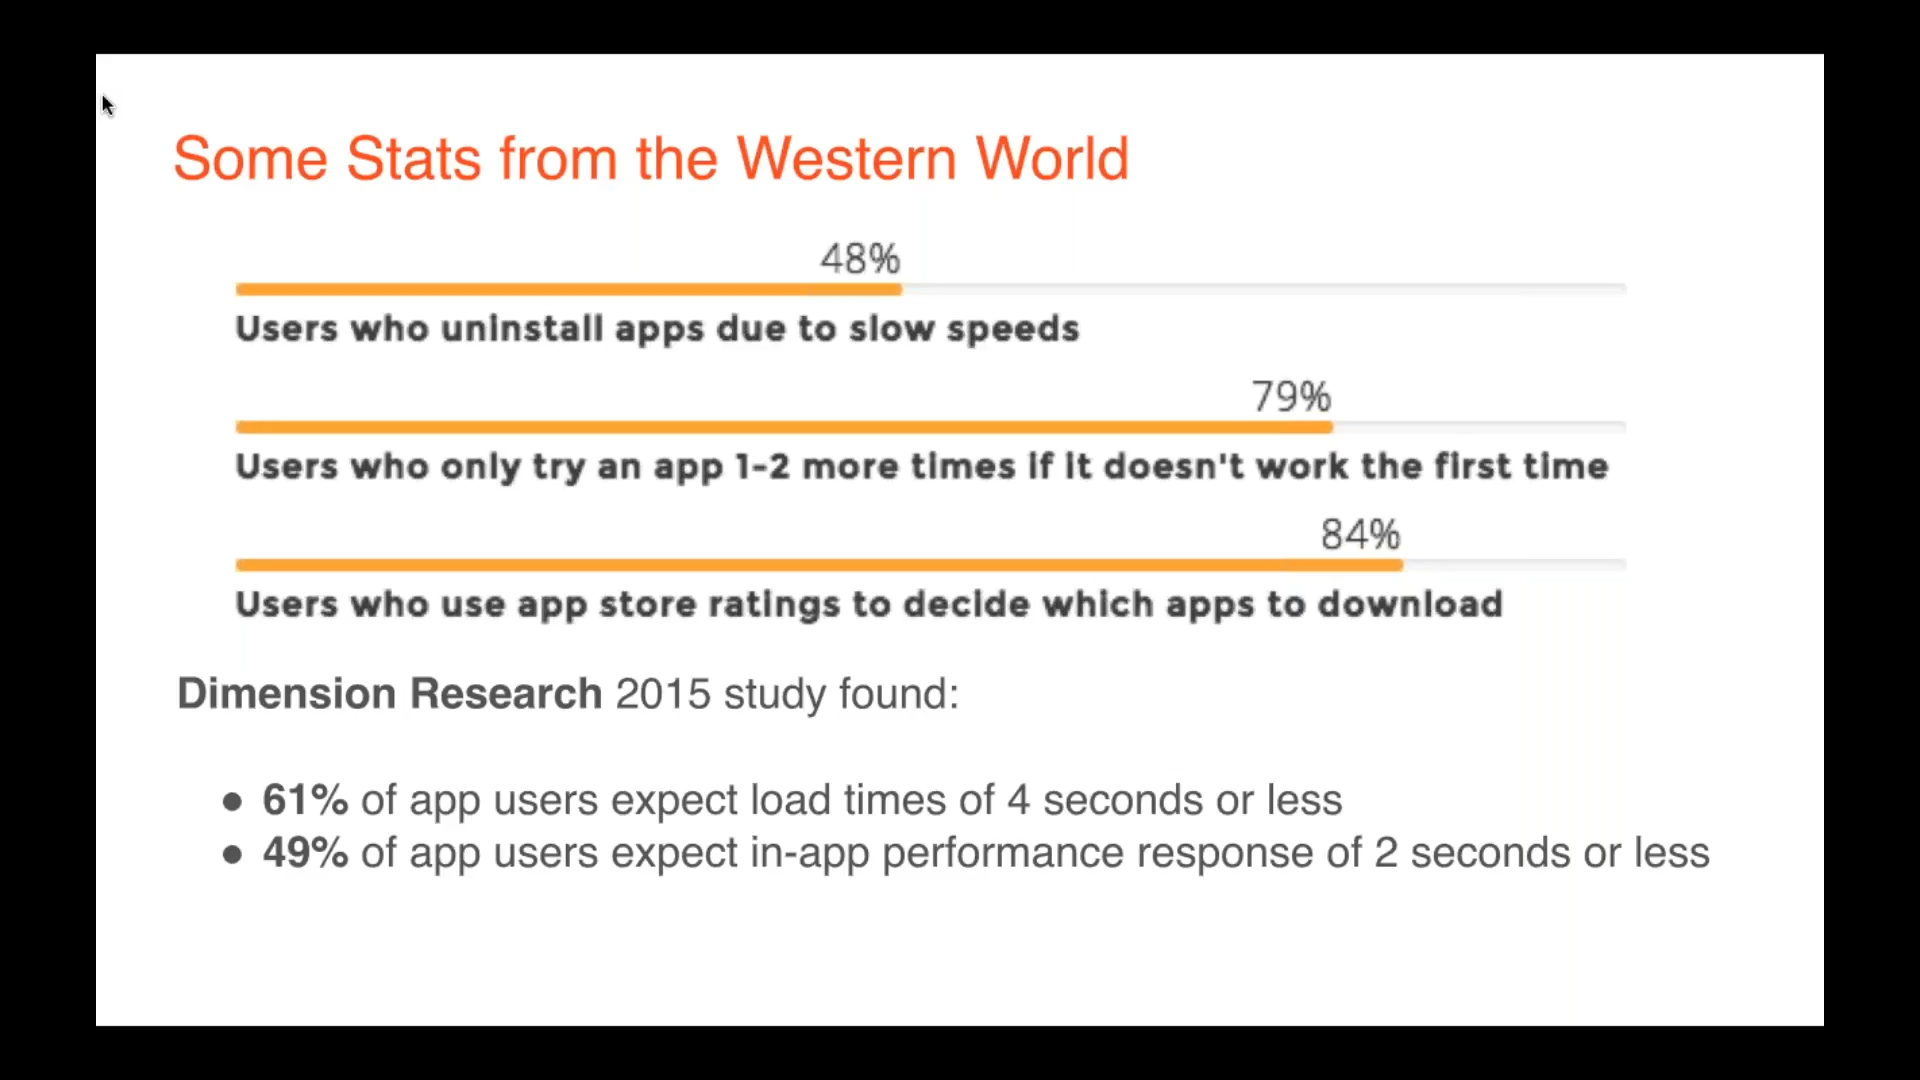 Some Stats from the Western World
48%
Users who uninstall apps due to slow speeds
79%
Users who only try an app 1-2 more times if it doesn't work the first time
84%
Users who use app store ratings to decide which apps to download
Dimension Research 2015 study found:
● 61% of app users expect load times of 4 seconds or less
● 49% of app users expect in-app performance response of 2 seconds or less